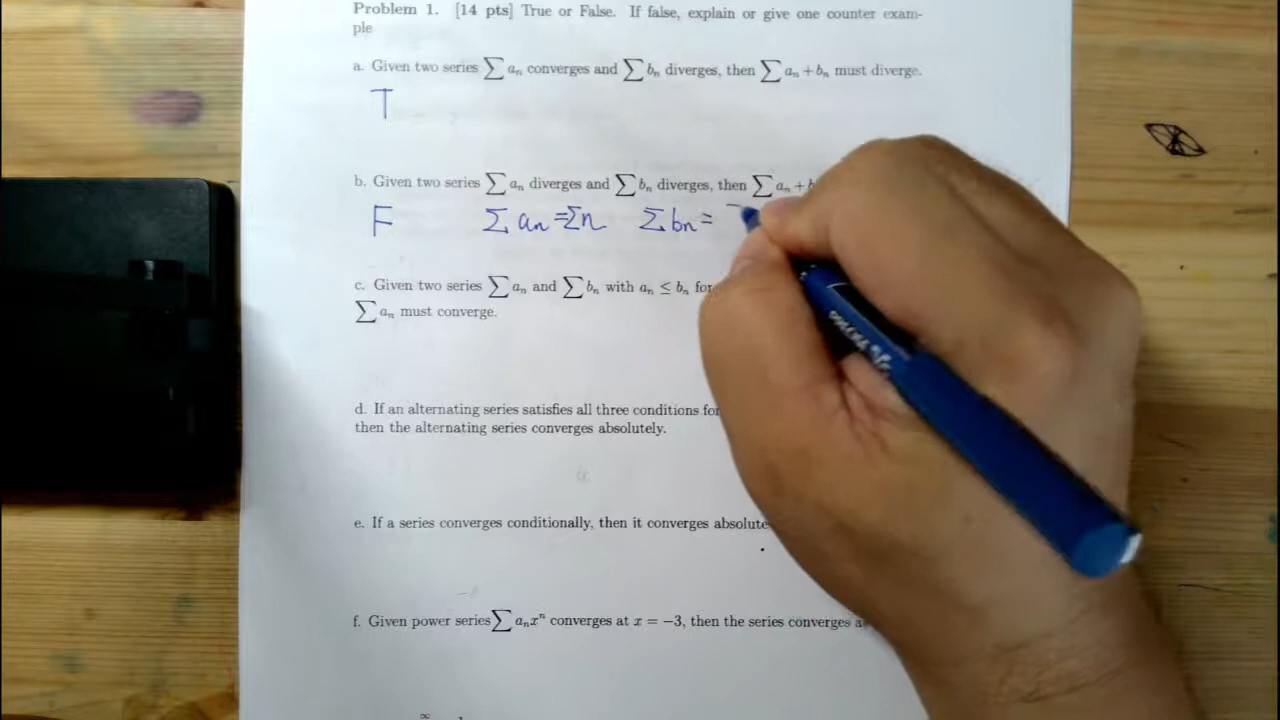 Problem 1. [14 pts] True or False. If false, explain or give one counter exam-
ple
a. Given two series ∑ aₙ converges and ∑ bₙ diverges, then ∑ aₙ + bₙ must diverge.
T
b. Given two series ∑ aₙ diverges and ∑ bₙ diverges, then ∑ aₙ +
F ∑ aₙ = ∑n ∑ bₙ =
c. Given two series ∑ aₙ and ∑ bₙ with aₙ ≤ bₙ for
∑ aₙ must converge.
d. If an alternating series satisfies all three conditions for
then the alternating series converges absolutely.
e. If a series converges conditionally, then it converges
f. Given power series ∑ aₙxⁿ converges at x = −3, then the series converges